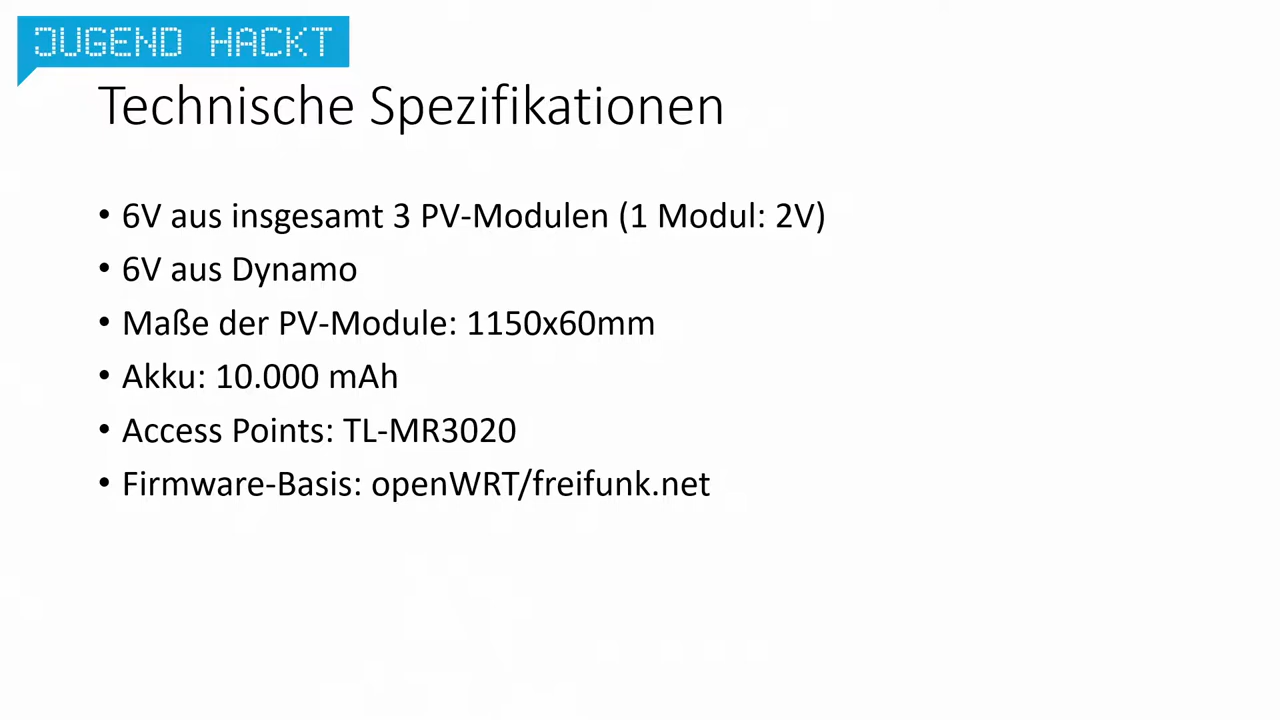 JUGEND HACKT
Technische Spezifikationen
• 6V aus insgesamt 3 PV-Modulen (1 Modul: 2V)
• 6V aus Dynamo
• Maße der PV-Module: 1150x60mm
• Akku: 10.000 mAh
• Access Points: TL-MR3020
• Firmware-Basis: openWRT/freifunk.net